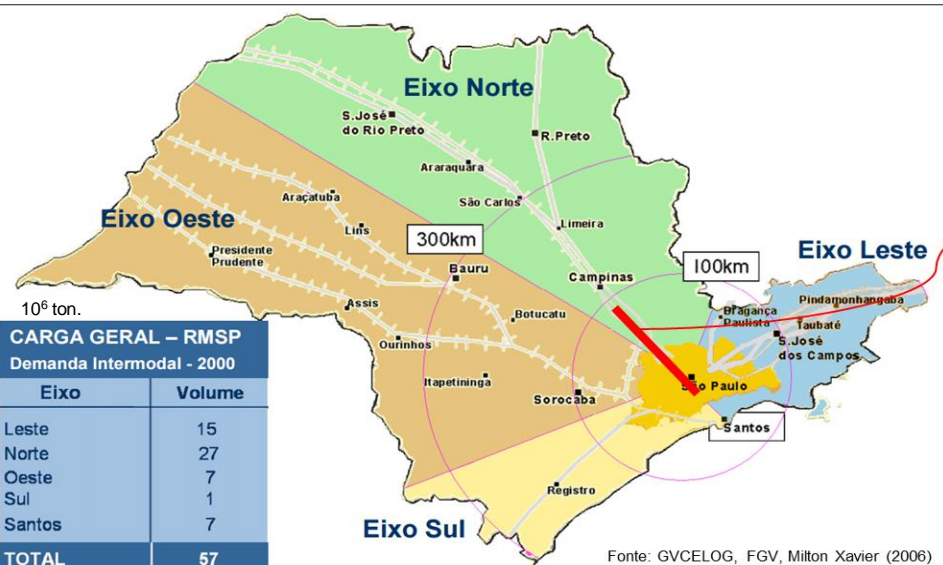 Eixo Norte
S.José
do Rio Preto
R.Preto
Araraquara
São Carlos
Limeira
Araçatuba
Eixo Oeste
Lins
300km
Eixo Leste
Presidente
Prudente
Bauru
Campinas
100km
Pindamonhangaba
Bragança
Paulista
Taubaté
S.José
dos Campos
Assis
Botucatu
Ourinhos
Itapetininga
São Paulo
Sorocaba
Santos
Registro
Eixo Sul
10⁶ ton.
CARGA GERAL – RMSP
Demanda Intermodal - 2000
Eixo Volume
Leste 15
Norte 27
Oeste 7
Sul 1
Santos 7
TOTAL 57
Fonte: GVCELOG, FGV, Milton Xavier (2006)